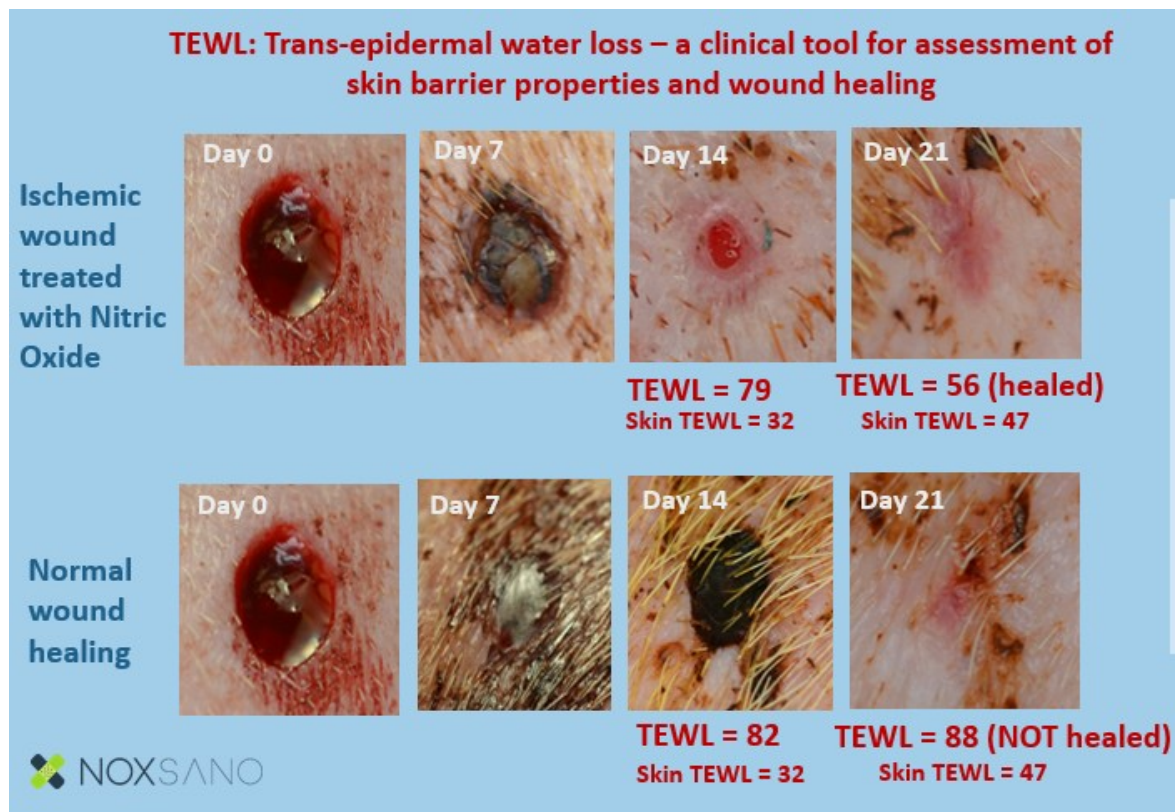 TEWL: Trans-epidermal water loss – a clinical tool for assessment of
skin barrier properties and wound healing
Ischemic
wound
treated
with Nitric
Oxide
Day 0
Day 7
Day 14
Day 21
TEWL = 79
Skin TEWL = 32
TEWL = 56 (healed)
Skin TEWL = 47
Normal
wound
healing
Day 0
Day 7
Day 14
Day 21
TEWL = 82
Skin TEWL = 32
TEWL = 88 (NOT healed)
Skin TEWL = 47
NOXSANO